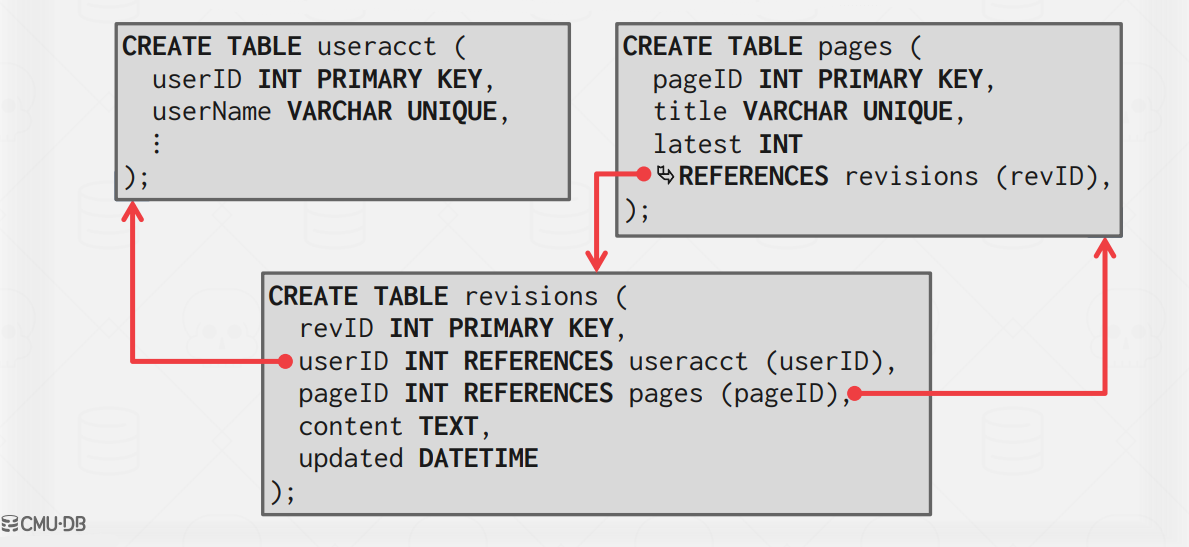 CREATE TABLE useracct (
userID INT PRIMARY KEY,
userName VARCHAR UNIQUE,
⋮
);
CREATE TABLE pages (
pageID INT PRIMARY KEY,
title VARCHAR UNIQUE,
latest INT
↳REFERENCES revisions (revID),
);
CREATE TABLE revisions (
revID INT PRIMARY KEY,
userID INT REFERENCES useracct (userID),
pageID INT REFERENCES pages (pageID),
content TEXT,
updated DATETIME
);
CMU·DB